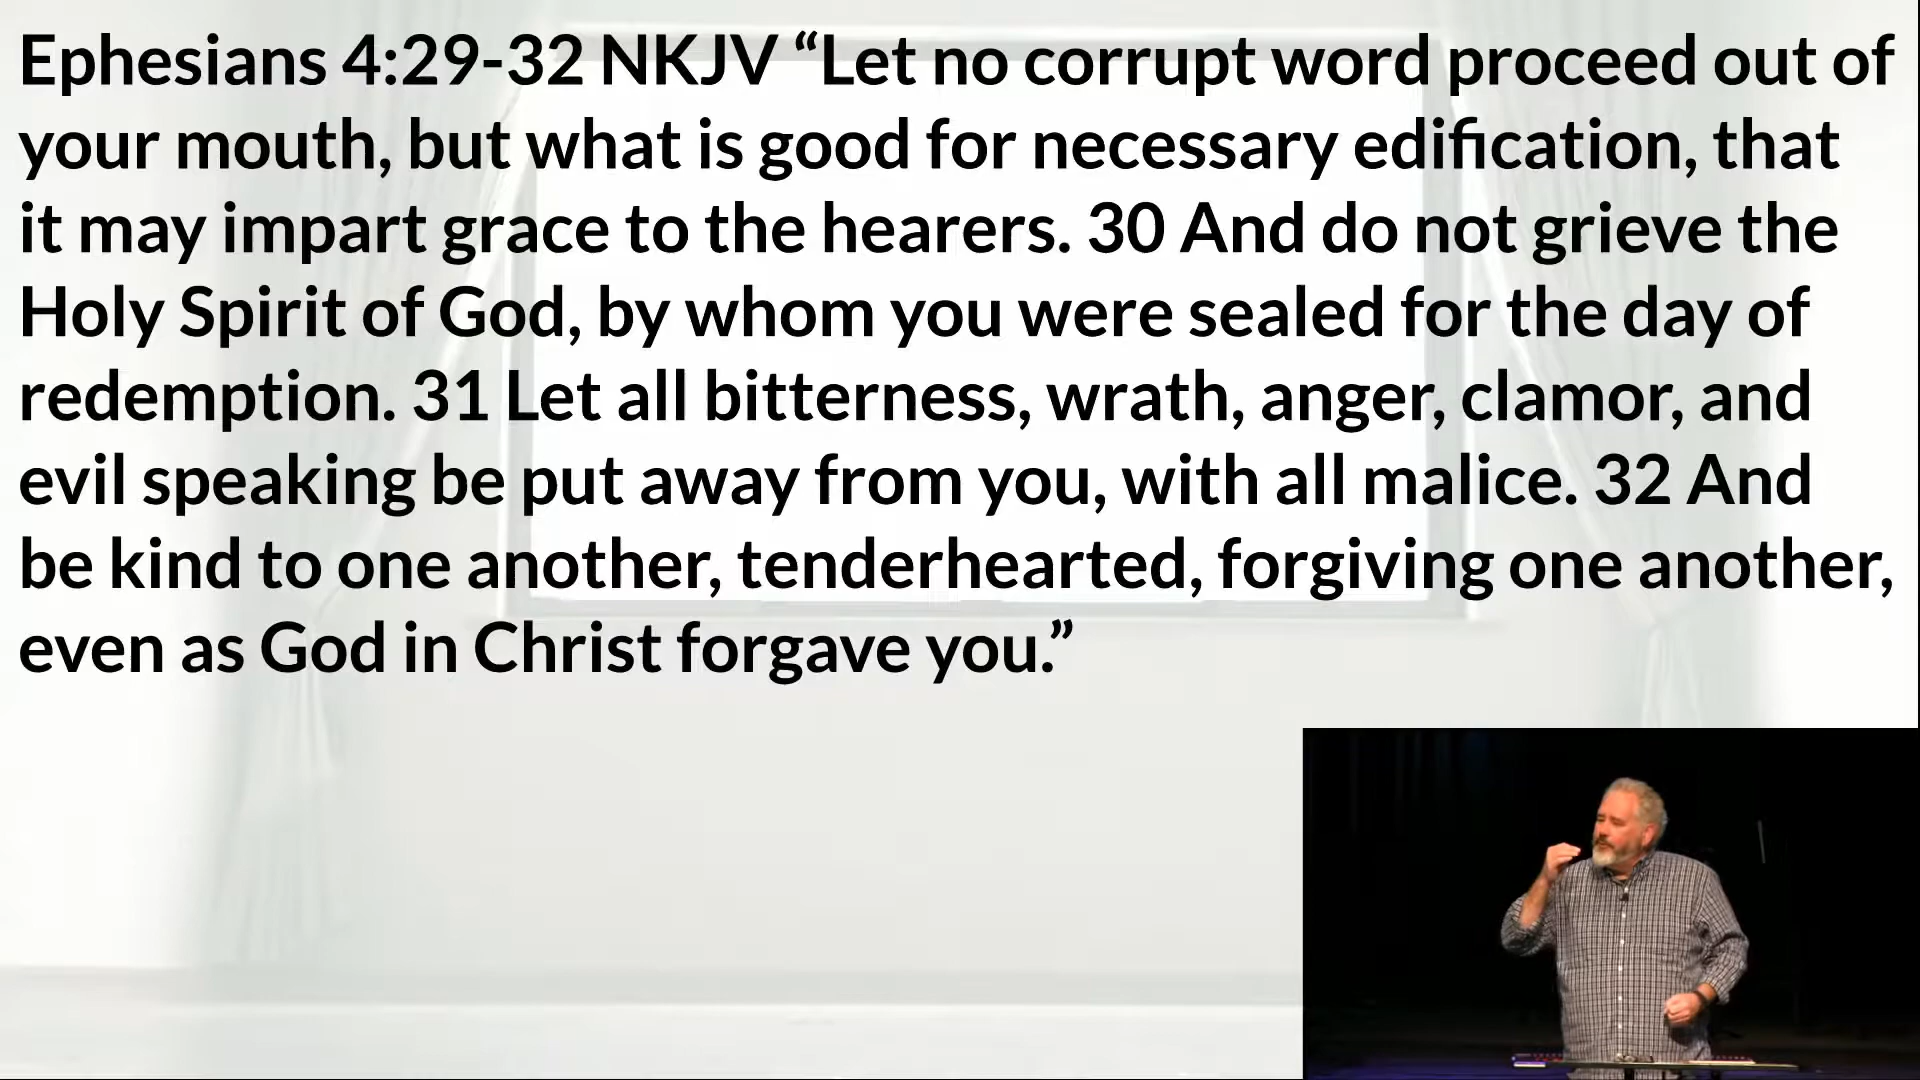 Ephesians 4:29-32 NKJV “Let no corrupt word proceed out of
your mouth, but what is good for necessary edification, that
it may impart grace to the hearers. 30 And do not grieve the
Holy Spirit of God, by whom you were sealed for the day of
redemption. 31 Let all bitterness, wrath, anger, clamor, and
evil speaking be put away from you, with all malice. 32 And
be kind to one another, tenderhearted, forgiving one another,
even as God in Christ forgave you.”